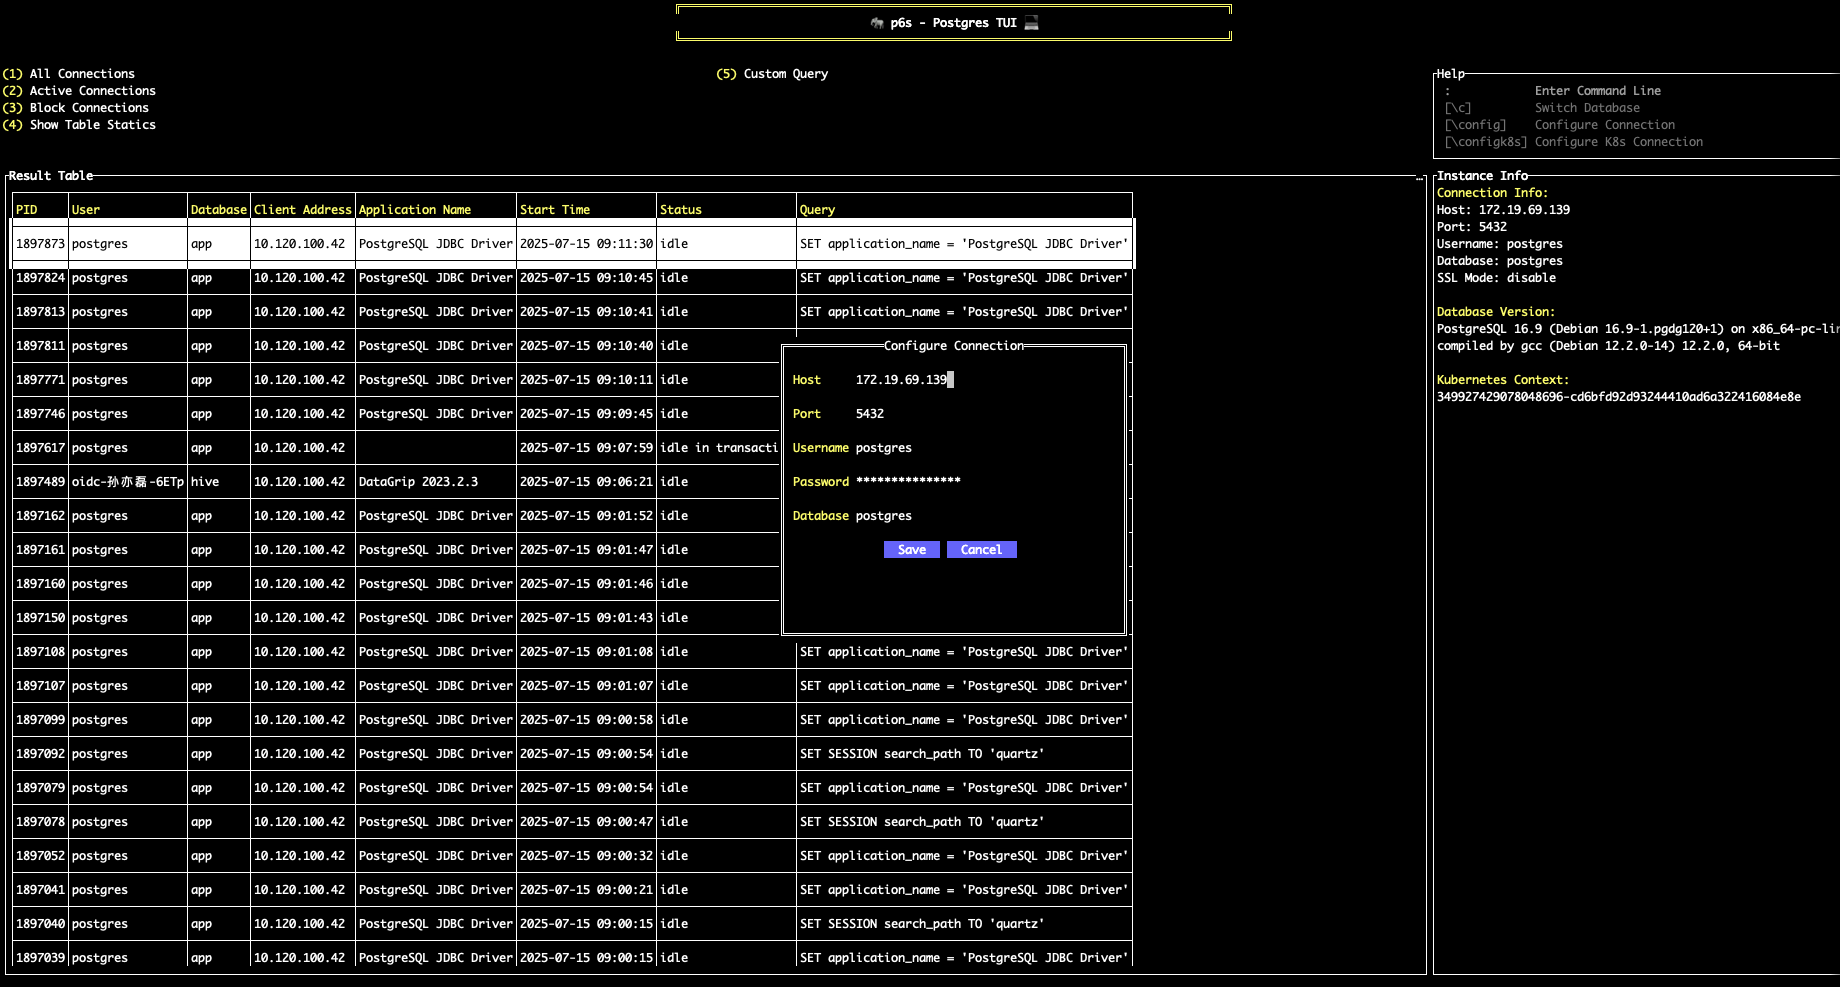 p6s - Postgres TUI
(1) All Connections
(2) Active Connections
(3) Block Connections
(4) Show Table Statics
(5) Custom Query
Help
: Enter Command Line
[\c] Switch Database
[\config] Configure Connection
[\configk8s] Configure K8s Connection
Result Table …
PID User Database Client Address Application Name Start Time Status Query
1897873 postgres app 10.120.100.42 PostgreSQL JDBC Driver 2025-07-15 09:11:30 idle SET application_name = 'PostgreSQL JDBC Driver'
1897824 postgres app 10.120.100.42 PostgreSQL JDBC Driver 2025-07-15 09:10:45 idle SET application_name = 'PostgreSQL JDBC Driver'
1897813 postgres app 10.120.100.42 PostgreSQL JDBC Driver 2025-07-15 09:10:41 idle SET application_name = 'PostgreSQL JDBC Driver'
1897811 postgres app 10.120.100.42 PostgreSQL JDBC Driver 2025-07-15 09:10:40 idle
1897771 postgres app 10.120.100.42 PostgreSQL JDBC Driver 2025-07-15 09:10:11 idle
1897746 postgres app 10.120.100.42 PostgreSQL JDBC Driver 2025-07-15 09:09:45 idle
1897617 postgres app 10.120.100.42 2025-07-15 09:07:59 idle in transacti
1897489 oidc-孙亦磊-6ETp hive 10.120.100.42 DataGrip 2023.2.3 2025-07-15 09:06:21 idle
1897162 postgres app 10.120.100.42 PostgreSQL JDBC Driver 2025-07-15 09:01:52 idle
1897161 postgres app 10.120.100.42 PostgreSQL JDBC Driver 2025-07-15 09:01:47 idle
1897160 postgres app 10.120.100.42 PostgreSQL JDBC Driver 2025-07-15 09:01:46 idle
1897150 postgres app 10.120.100.42 PostgreSQL JDBC Driver 2025-07-15 09:01:43 idle
1897108 postgres app 10.120.100.42 PostgreSQL JDBC Driver 2025-07-15 09:01:08 idle SET application_name = 'PostgreSQL JDBC Driver'
1897107 postgres app 10.120.100.42 PostgreSQL JDBC Driver 2025-07-15 09:01:07 idle SET application_name = 'PostgreSQL JDBC Driver'
1897099 postgres app 10.120.100.42 PostgreSQL JDBC Driver 2025-07-15 09:00:58 idle SET application_name = 'PostgreSQL JDBC Driver'
1897092 postgres app 10.120.100.42 PostgreSQL JDBC Driver 2025-07-15 09:00:54 idle SET SESSION search_path TO 'quartz'
1897079 postgres app 10.120.100.42 PostgreSQL JDBC Driver 2025-07-15 09:00:54 idle SET application_name = 'PostgreSQL JDBC Driver'
1897078 postgres app 10.120.100.42 PostgreSQL JDBC Driver 2025-07-15 09:00:47 idle SET SESSION search_path TO 'quartz'
1897052 postgres app 10.120.100.42 PostgreSQL JDBC Driver 2025-07-15 09:00:32 idle SET application_name = 'PostgreSQL JDBC Driver'
1897041 postgres app 10.120.100.42 PostgreSQL JDBC Driver 2025-07-15 09:00:21 idle SET application_name = 'PostgreSQL JDBC Driver'
1897040 postgres app 10.120.100.42 PostgreSQL JDBC Driver 2025-07-15 09:00:15 idle SET SESSION search_path TO 'quartz'
1897039 postgres app 10.120.100.42 PostgreSQL JDBC Driver 2025-07-15 09:00:15 idle SET application_name = 'PostgreSQL JDBC Driver'
Configure Connection
Host 172.19.69.139
Port 5432
Username postgres
Password ***************
Database postgres
Save Cancel
Instance Info
Connection Info:
Host: 172.19.69.139
Port: 5432
Username: postgres
Database: postgres
SSL Mode: disable
Database Version:
PostgreSQL 16.9 (Debian 16.9-1.pgdg120+1) on x86_64-pc-lin
compiled by gcc (Debian 12.2.0-14) 12.2.0, 64-bit
Kubernetes Context:
349927429078048696-cd6bfd92d93244410ad6a322416084e8e